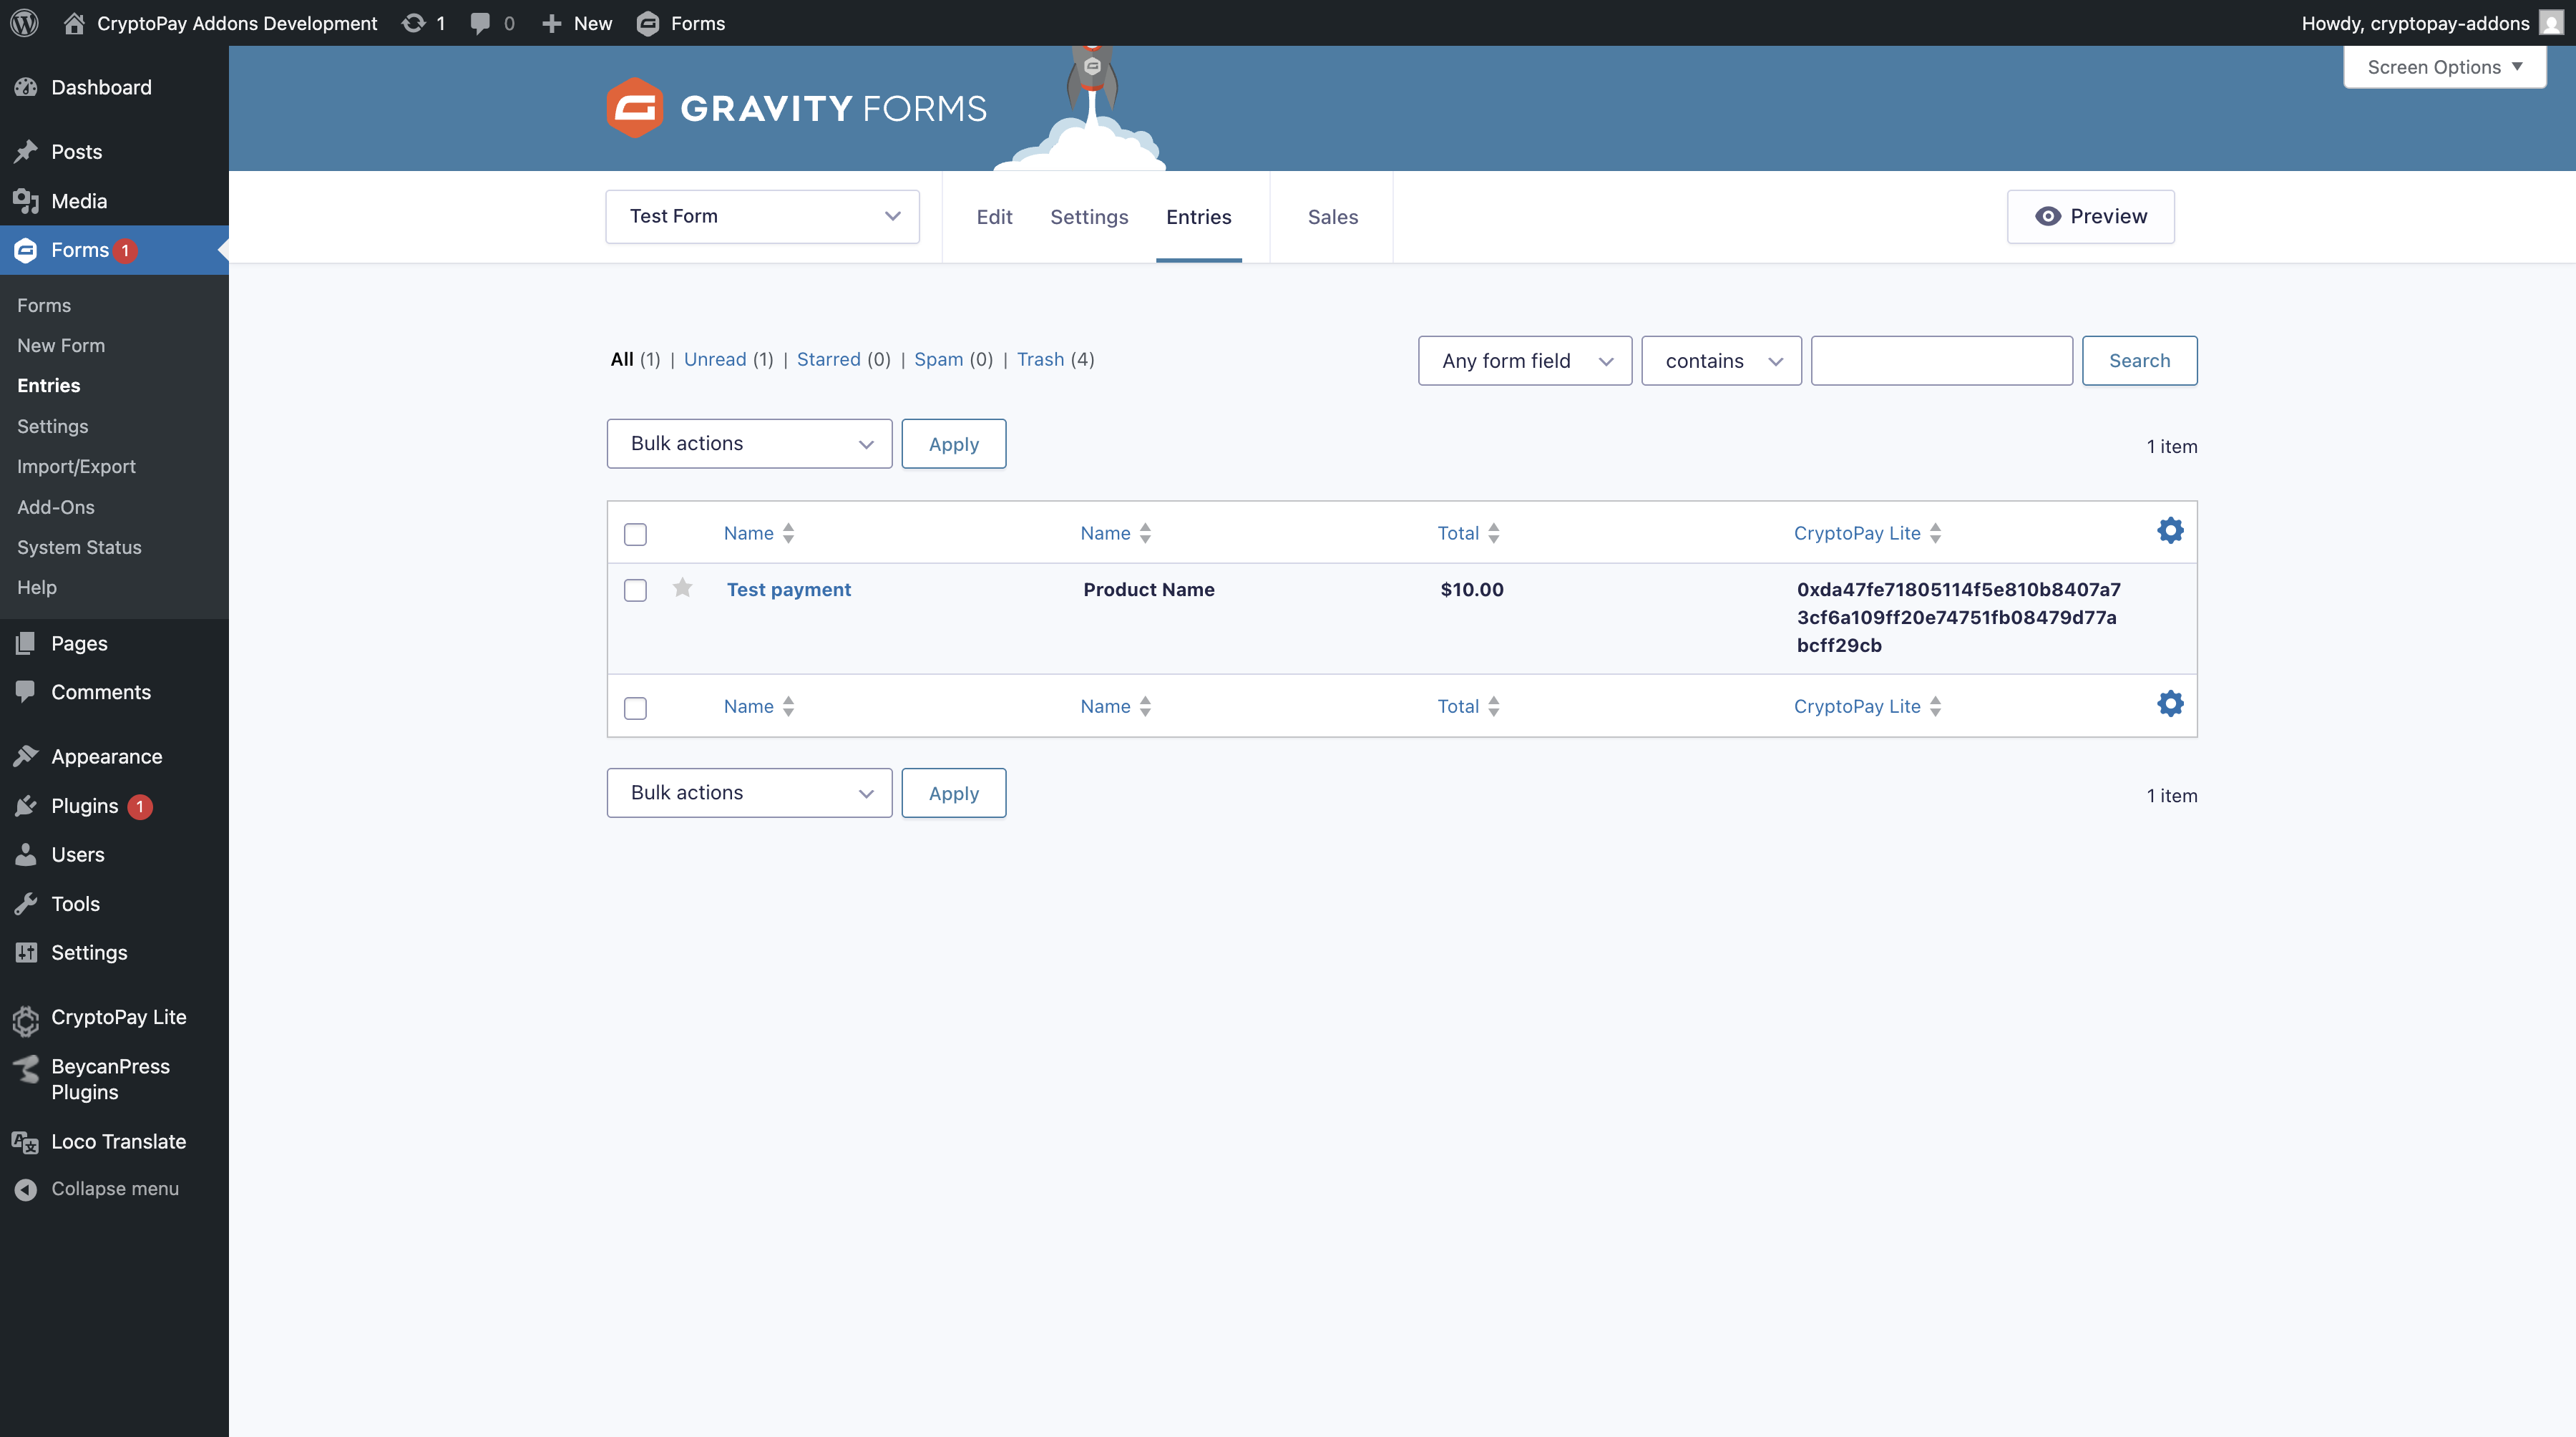 CryptoPay Addons Development 1 0 New Forms Howdy, cryptopay-addons
Screen Options
Dashboard
Posts
Media
Forms 1
Forms
New Form
Entries
Settings
Import/Export
Add-Ons
System Status
Help
Pages
Comments
Appearance
Plugins 1
Users
Tools
Settings
CryptoPay Lite
BeycanPress
Plugins
Loco Translate
Collapse menu
GRAVITY FORMS
Test Form Edit Settings Entries Sales Preview
All (1) | Unread (1) | Starred (0) | Spam (0) | Trash (4) Any form field contains Search
Bulk actions Apply 1 item
Name Name Total CryptoPay Lite
Test payment Product Name $10.00 0xda47fe71805114f5e810b8407a7
3cf6a109ff20e74751fb08479d77a
bcff29cb
Name Name Total CryptoPay Lite
Bulk actions Apply 1 item